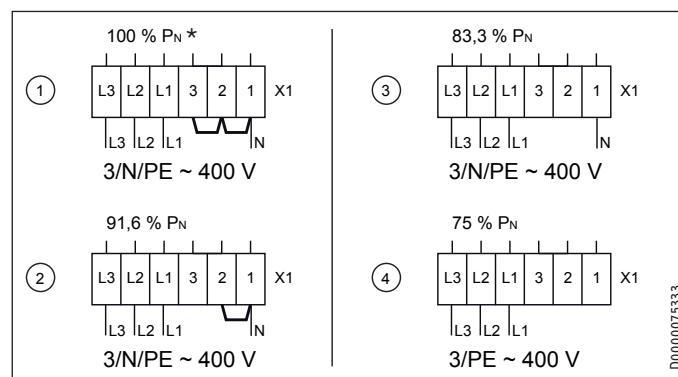 100 % PN *
1
L3 L2 L1 3 2 1 X1
L3 L2 L1 N
3/N/PE ~ 400 V
91,6 % PN
2
L3 L2 L1 3 2 1 X1
L3 L2 L1 N
3/N/PE ~ 400 V
83,3 % PN
3
L3 L2 L1 3 2 1 X1
L3 L2 L1 N
3/N/PE ~ 400 V
75 % PN
4
L3 L2 L1 3 2 1 X1
L3 L2 L1
3/PE ~ 400 V
D0000075333